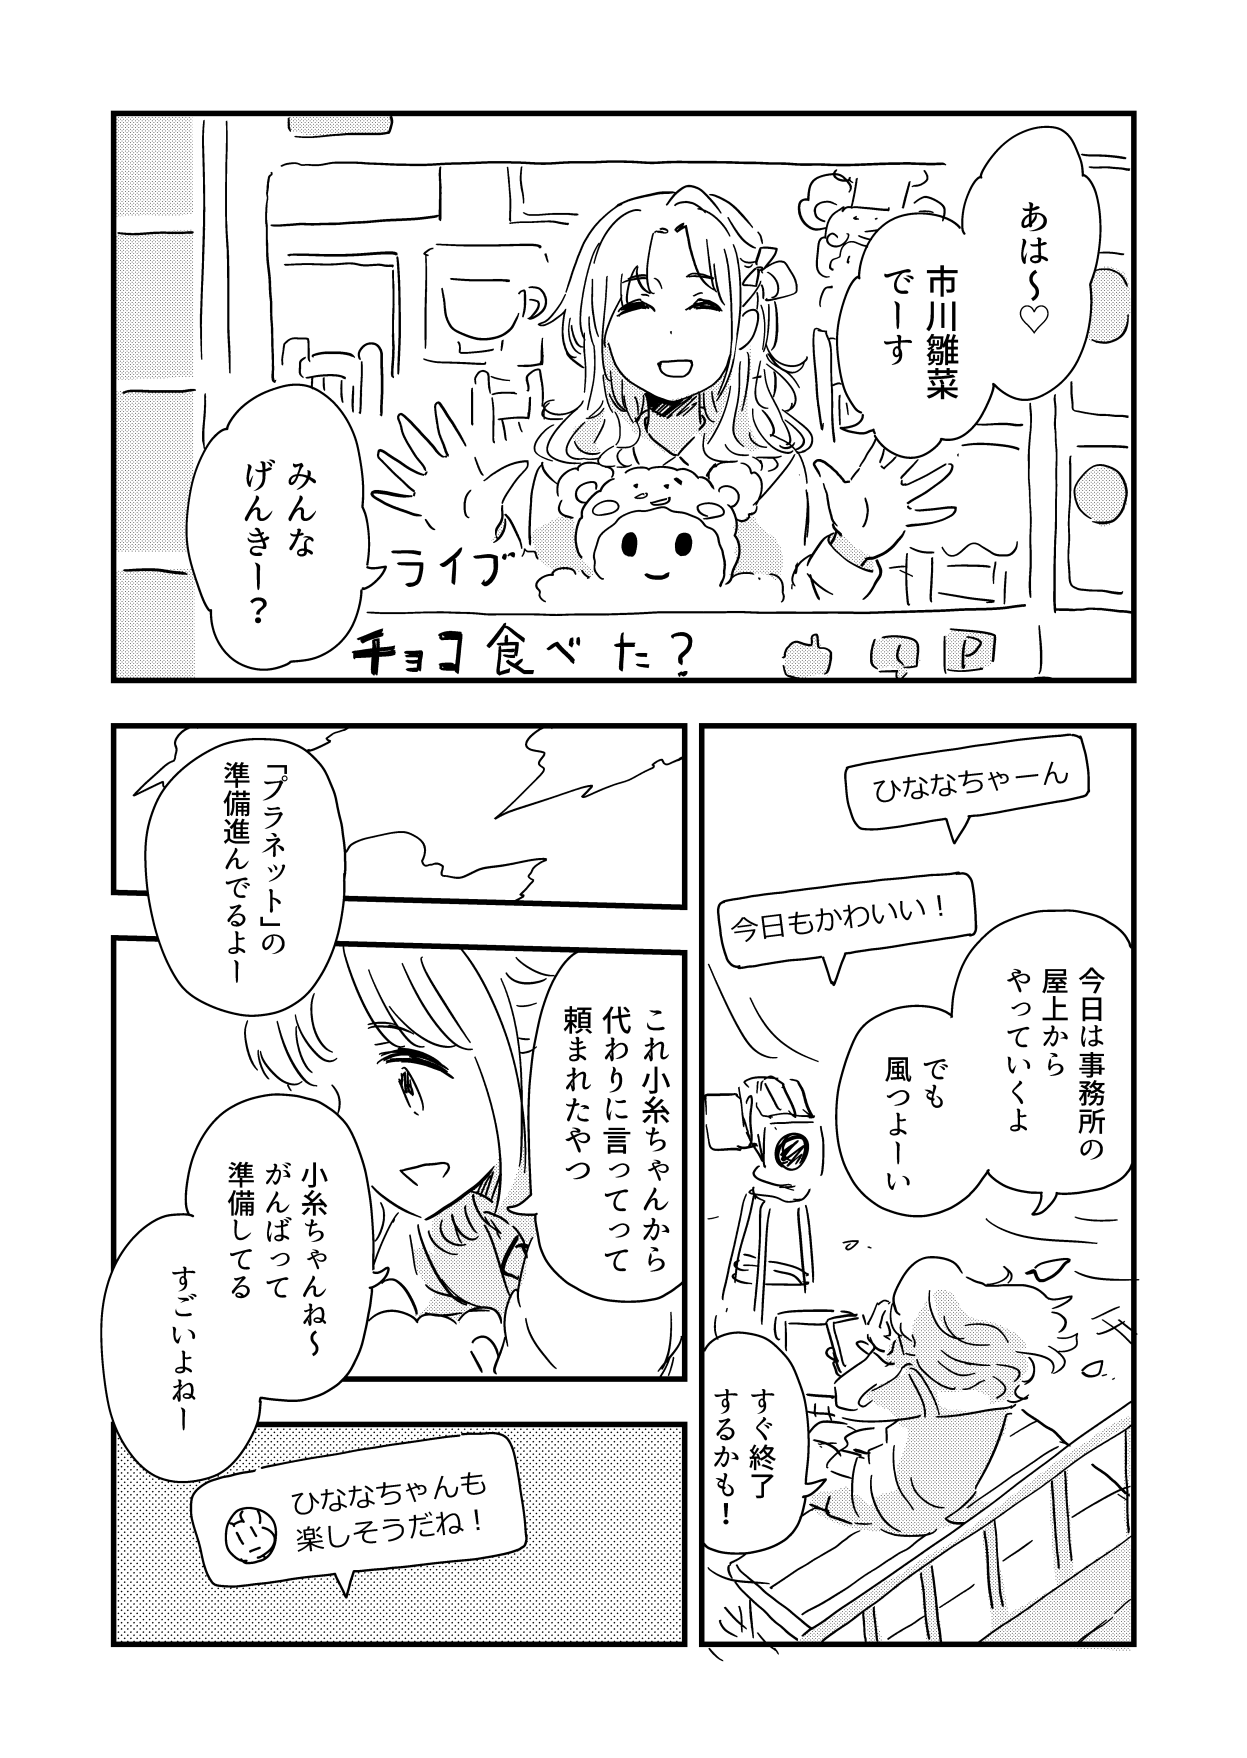 あは～♡
市川雛菜
でーす
みんな
げんきー？
ライブ
チョコ食べた？
P
ひななちゃーん
今日もかわいい！
今日は事務所の
屋上から
やっていくよ
でも
風つよーい
すぐ終了
するかも！
「プラネット」の
準備進んでるよー
これ小糸ちゃんから
代わりに言ってって
頼まれたやつ
小糸ちゃんね～
がんばって
準備してる
すごいよねー
ひななちゃんも
楽しそうだね！